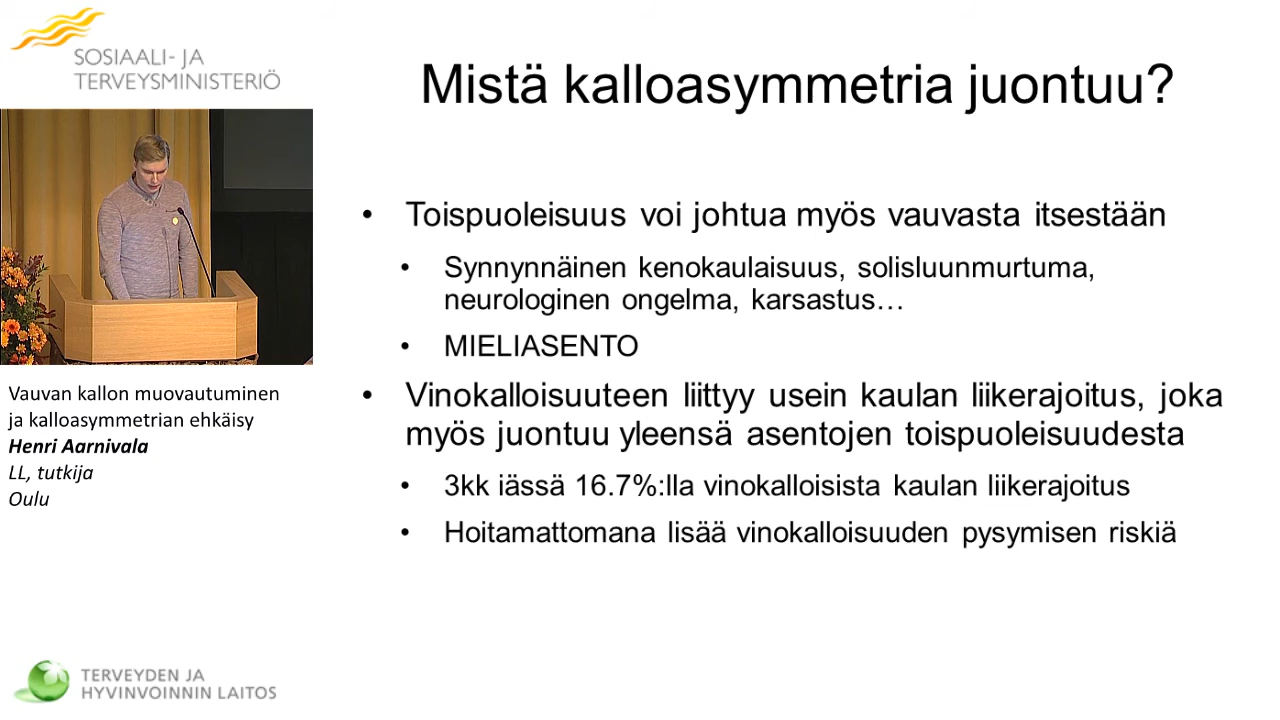 SOSIAALI- JA
TERVEYSMINISTERIÖ
Mistä kalloasymmetria juontuu?
• Toispuoleisuus voi johtua myös vauvasta itsestään
• Synnynnäinen kenokaulaisuus, solisluunmurtuma,
neurologinen ongelma, karsastus…
• MIELIASENTO
• Vinokalloisuuteen liittyy usein kaulan liikerajoitus, joka
myös juontuu yleensä asentojen toispuoleisuudesta
• 3kk iässä 16.7%:lla vinokalloisista kaulan liikerajoitus
• Hoitamattomana lisää vinokalloisuuden pysymisen riskiä
Vauvan kallon muovautuminen
ja kalloasymmetrian ehkäisy
Henri Aarnivala
LL, tutkija
Oulu
TERVEYDEN JA
HYVINVOINNIN LAITOS